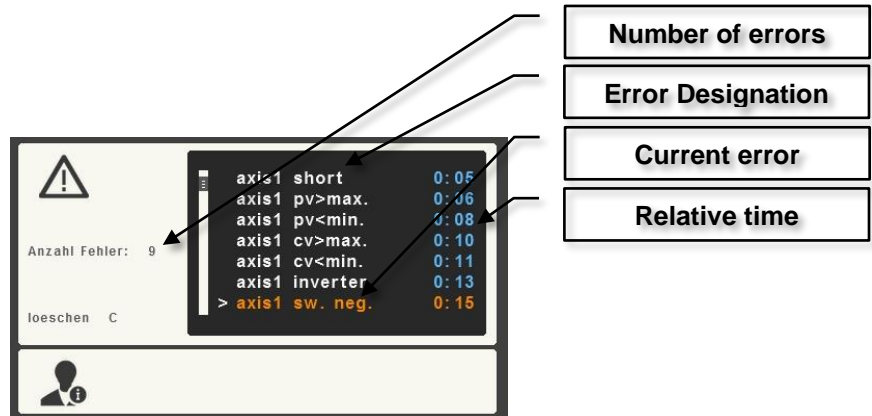 Number of errors
Error Designation
Current error
Relative time
axis1 short 0:05
axis1 pv>max. 0:06
axis1 pv<min. 0:08
axis1 cv>max. 0:10
axis1 cv<min. 0:11
axis1 inverter 0:13
> axis1 sw. neg. 0:15
Anzahl Fehler: 9
loeschen C